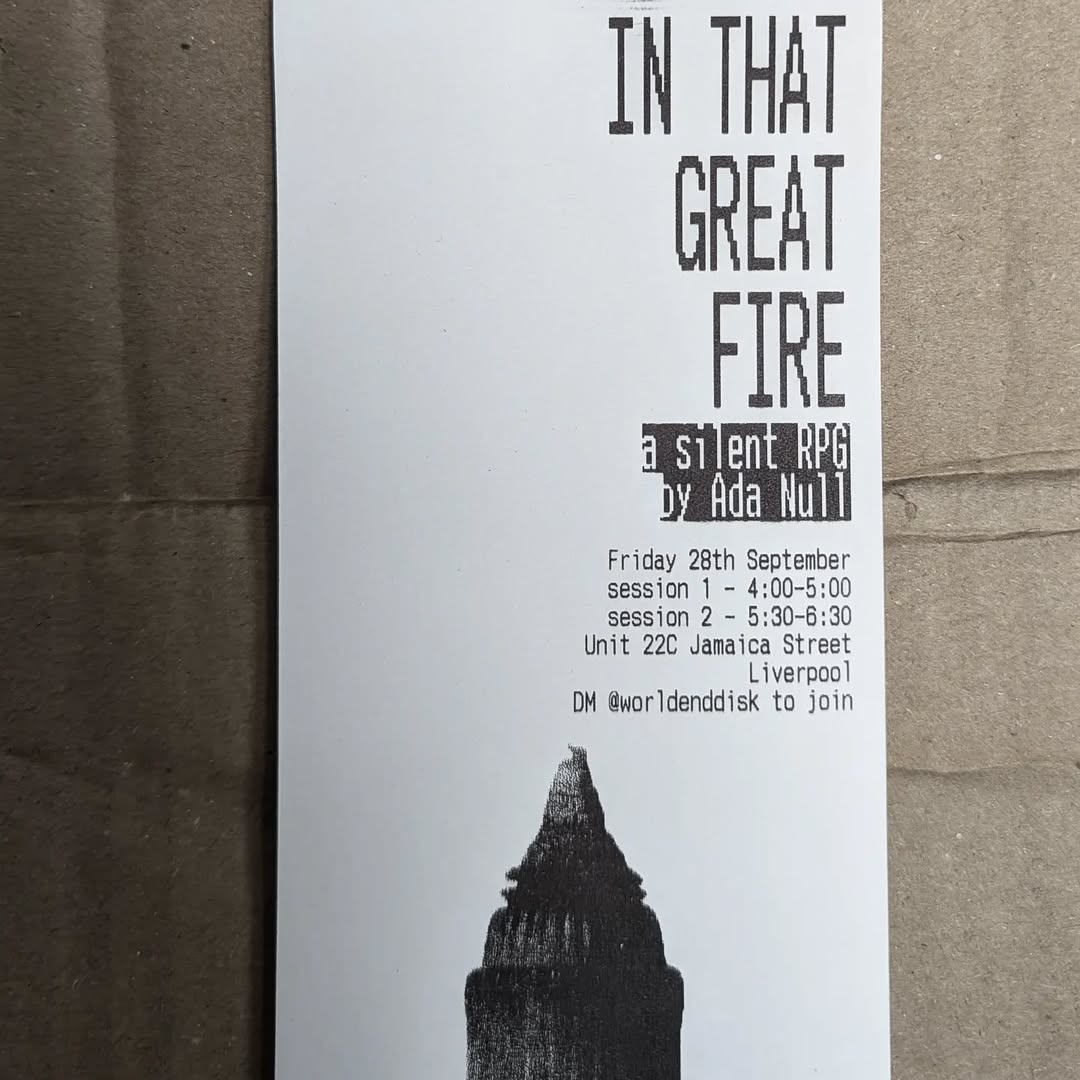 IN THAT
GREAT
FIRE
a silent RPG
by Ada Null
Friday 28th September
session 1 - 4:00-5:00
session 2 - 5:30-6:30
Unit 22C Jamaica Street
Liverpool
DM @worldenddisk to join